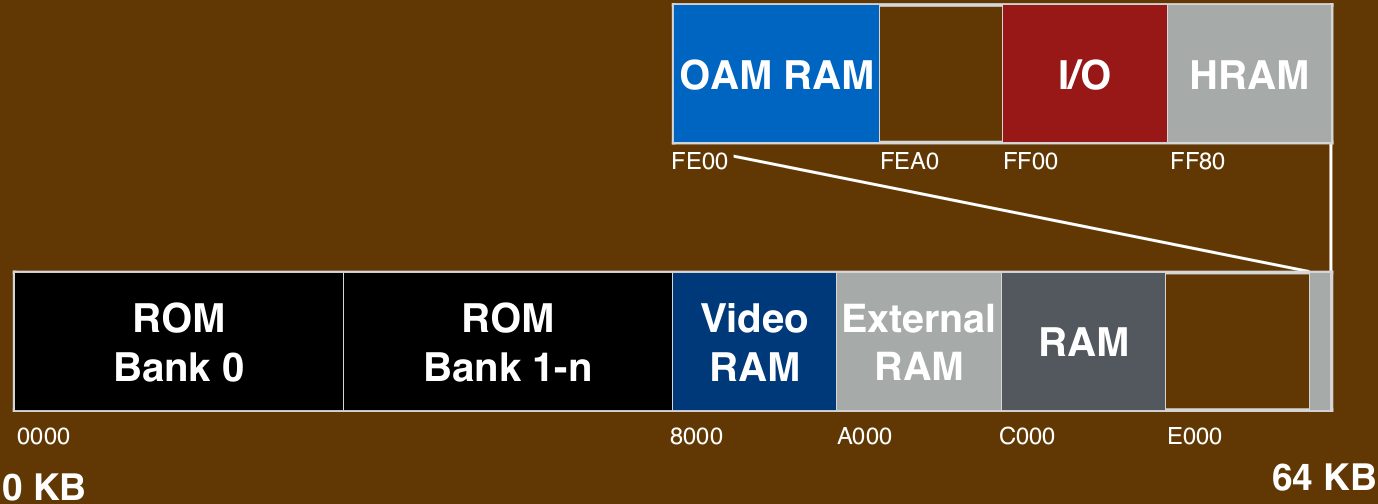 OAM RAM
I/O
HRAM
FE00
FEA0
FF00
FF80
ROM
Bank 0
ROM
Bank 1-n
Video
RAM
External
RAM
RAM
0000
8000
A000
C000
E000
0 KB
64 KB